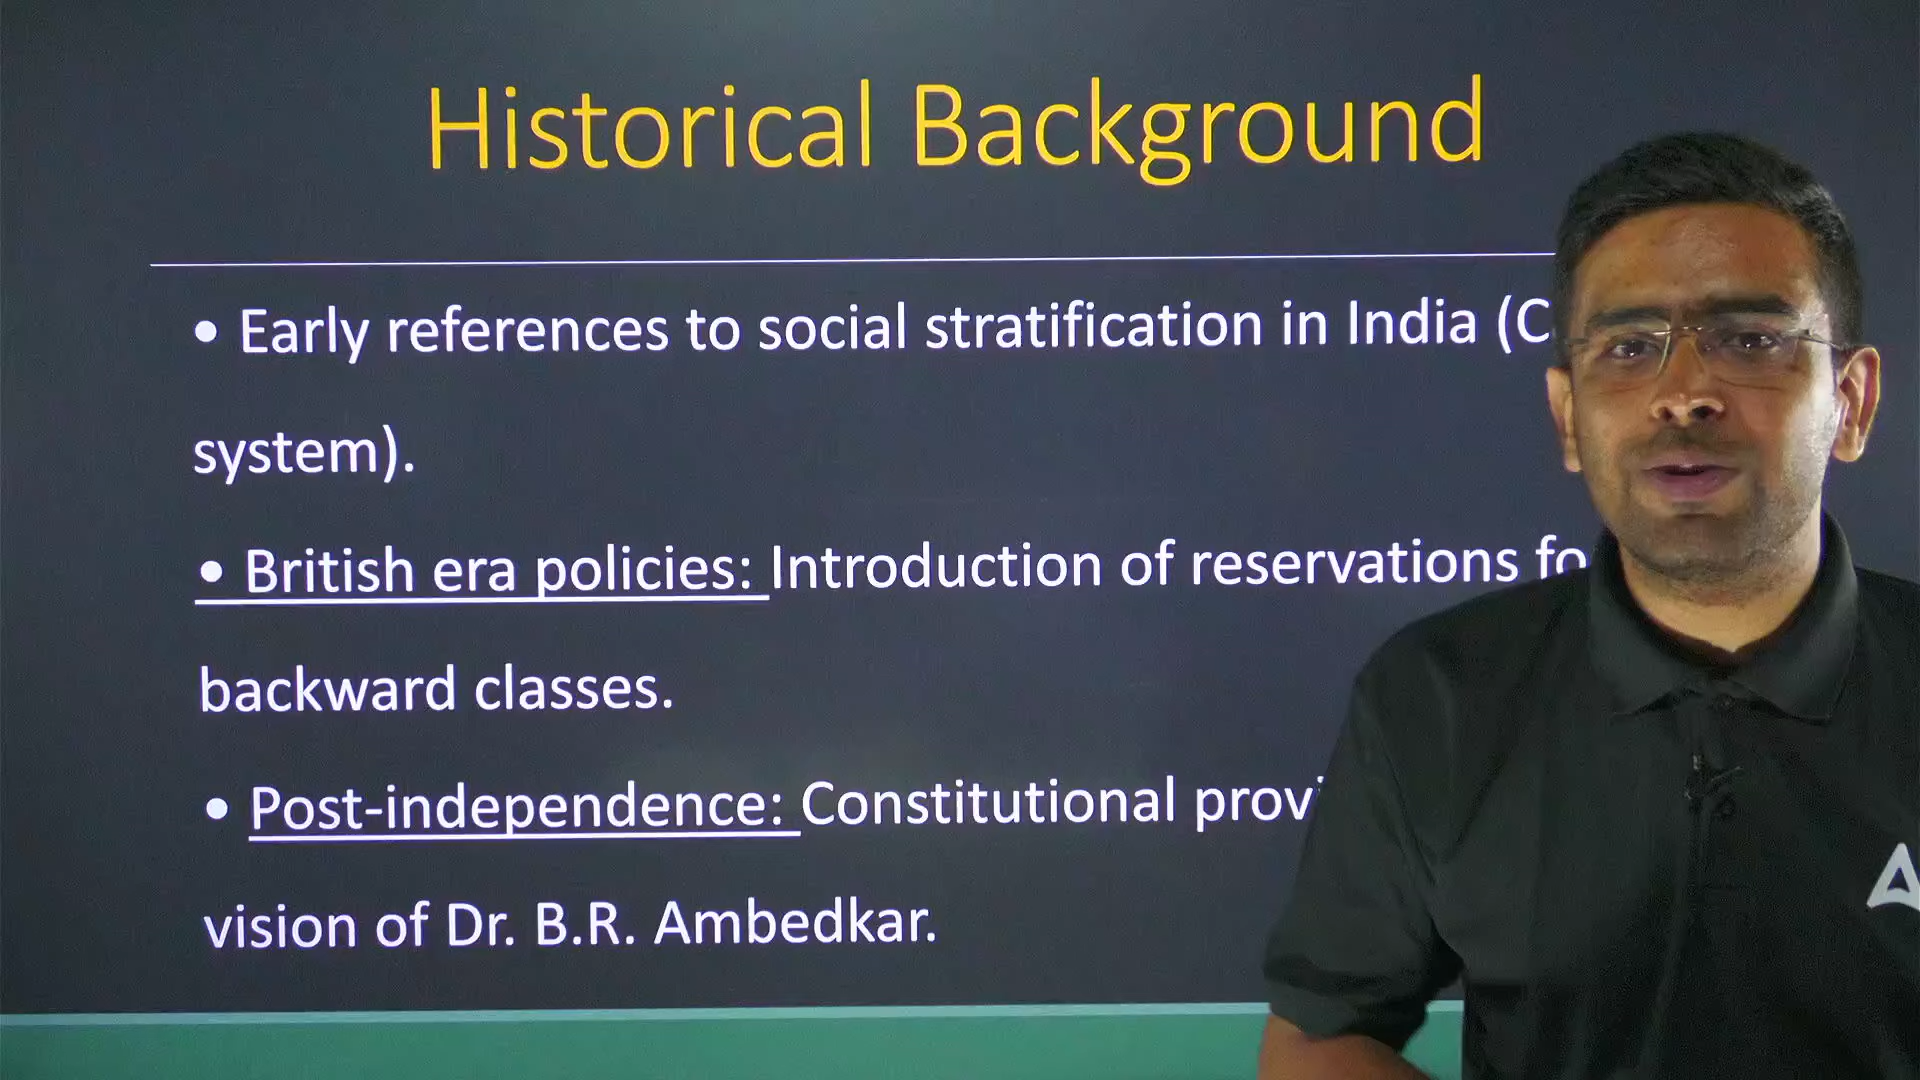 Historical Background
• Early references to social stratification in India (C
system).
• British era policies: Introduction of reservations fo
backward classes.
• Post-independence: Constitutional prov
vision of Dr. B.R. Ambedkar.